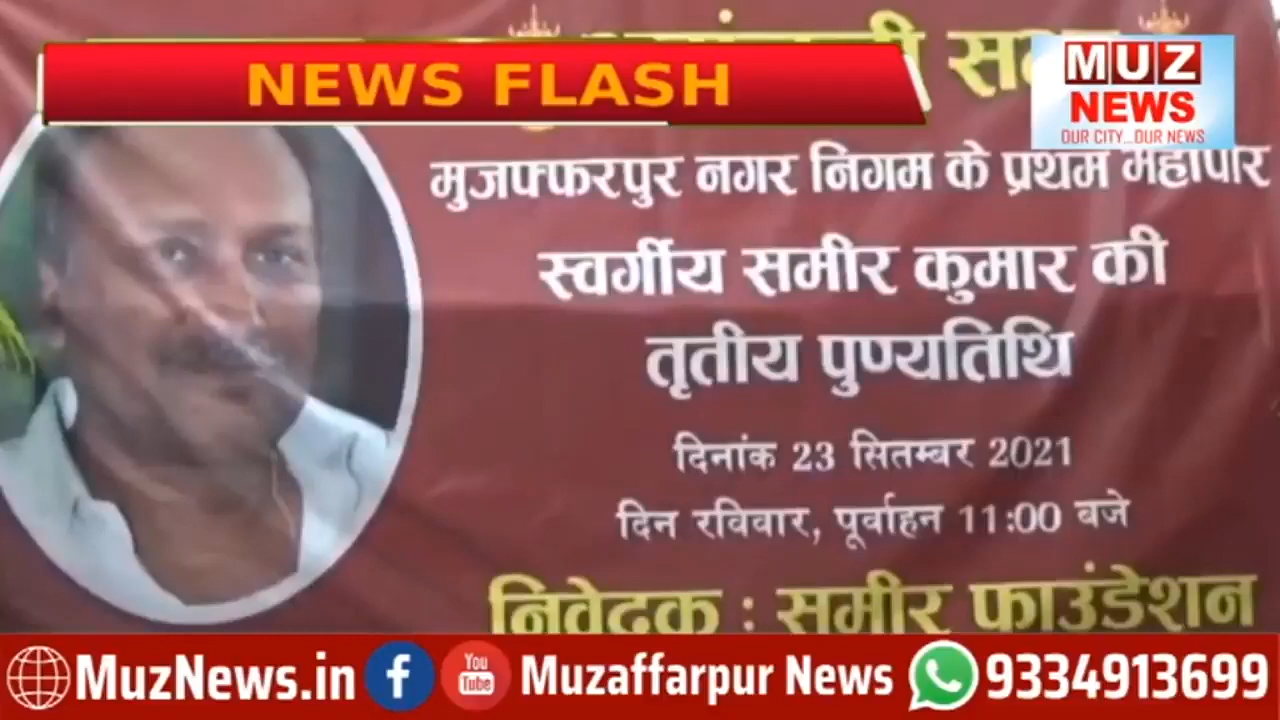 NEWS FLASH
MUZ
NEWS
OUR CITY...OUR NEWS
मुजफ्फरपुर नगर निगम के प्रथम महापौर
स्वर्गीय समीर कुमार की
तृतीय पुण्यतिथि
दिनांक 23 सितम्बर 2021
दिन रविवार, पूर्वाहन 11:00 बजे
निवेदक : समीर फाउंडेशन
MuzNews.in
You
Tube
Muzaffarpur News
9334913699